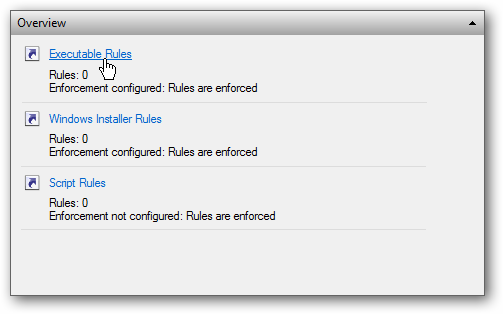 Overview
Executable Rules
Rules: 0
Enforcement configured: Rules are enforced
Windows Installer Rules
Rules: 0
Enforcement configured: Rules are enforced
Script Rules
Rules: 0
Enforcement not configured: Rules are enforced